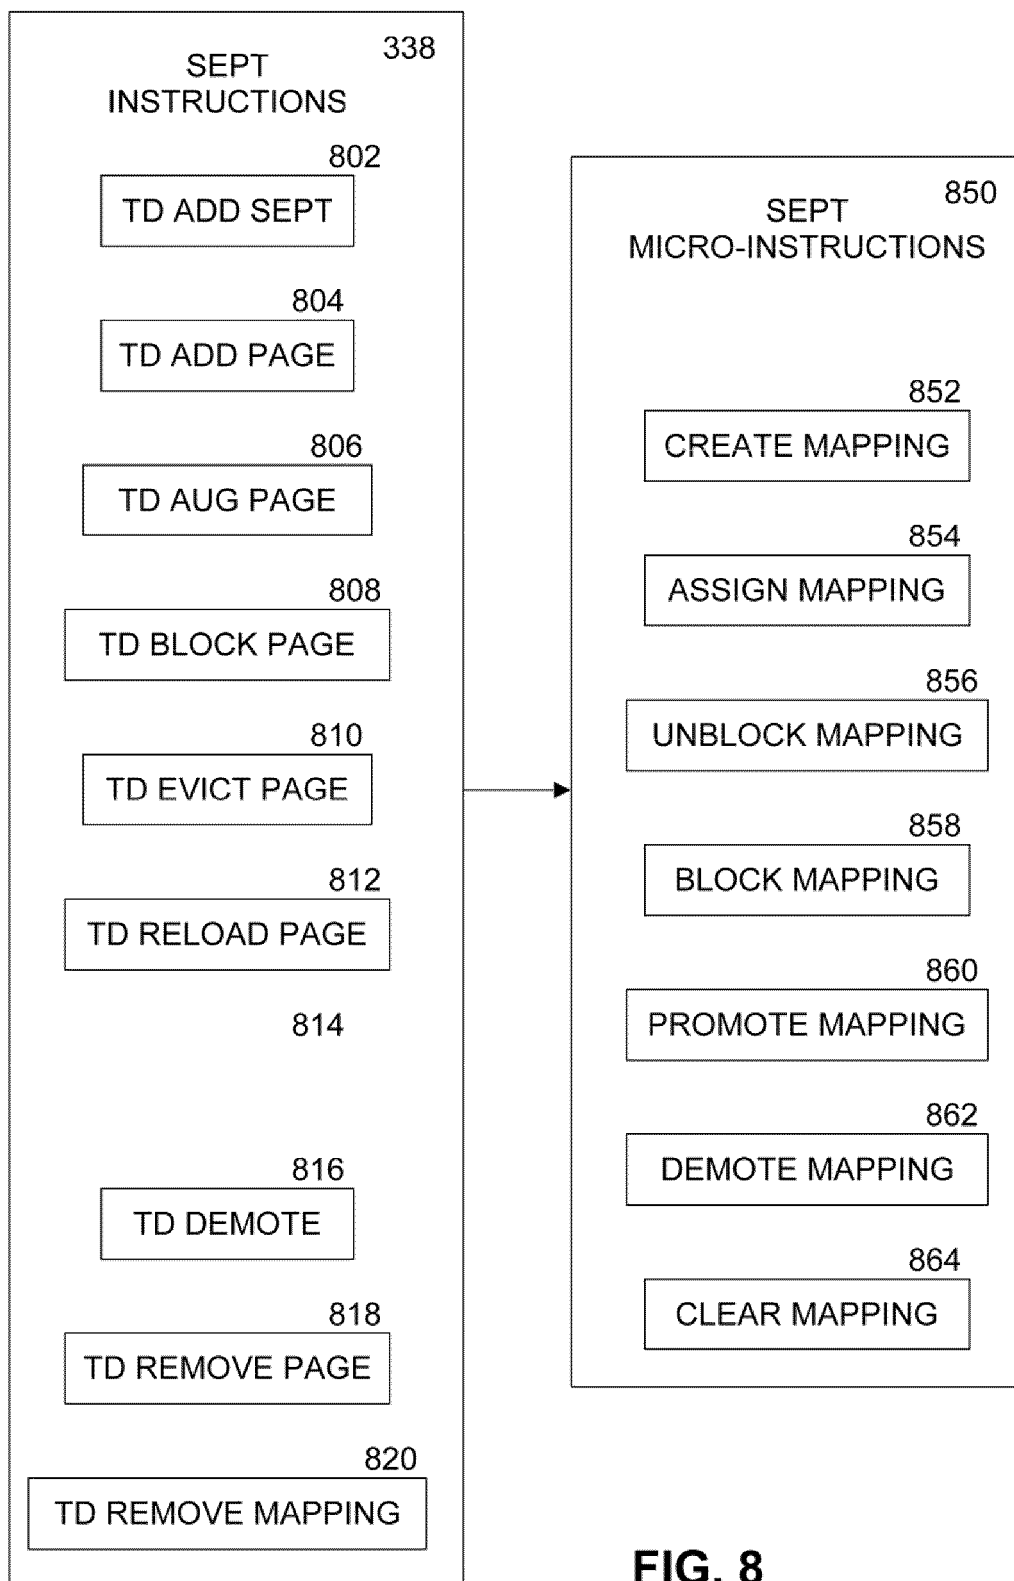 338
SEPT
INSTRUCTIONS
802
TD ADD SEPT
804
TD ADD PAGE
806
TD AUG PAGE
808
TD BLOCK PAGE
810
TD EVICT PAGE
812
TD RELOAD PAGE
814
816
TD DEMOTE
818
TD REMOVE PAGE
820
TD REMOVE MAPPING
850
SEPT
MICRO-INSTRUCTIONS
852
CREATE MAPPING
854
ASSIGN MAPPING
856
UNBLOCK MAPPING
858
BLOCK MAPPING
860
PROMOTE MAPPING
862
DEMOTE MAPPING
864
CLEAR MAPPING
FIG. 8